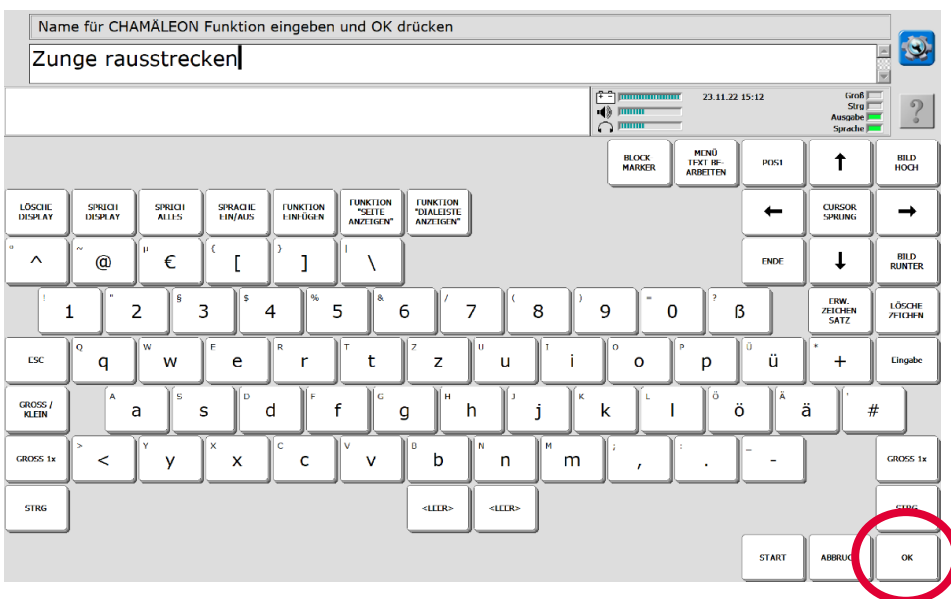 Name für CHAMÄLEON Funktion eingeben und OK drücken
Zunge rausstrecken
23.11.22 15:12
Groß
Strg
Ausgabe
Sprache
?
BLOCK MARKER
MENÜ TEXT BE- ARBEITEN
POS1
↑
BILD HOCH
LÖSCHE DISPLAY
SPRICH DISPLAY
SPRICH ALLES
SPRACHE EIN/AUS
FUNKTION EINFÜGEN
FUNKTION "SEITE ANZEIGEN"
FUNKTION "DIALEISTE ANZEIGEN"
←
CURSOR SPRUNG
→
° ^
~ @
µ €
{ [
} ]
| \
ENDE
↓
BILD RUNTER
! 1
" 2
§ 3
$ 4
% 5
& 6
/ 7
( 8
) 9
= 0
? ß
ERW. ZEICHEN SATZ
LÖSCHE ZEICHEN
ESC
Q q
W w
E e
R r
T t
Z z
U u
I i
O o
P p
Ü ü
* +
Eingabe
GROSS / KLEIN
A a
S s
D d
F f
G g
H h
J j
K k
L l
Ö ö
Ä ä
' #
GROSS 1x
> <
Y y
X x
C c
V v
B b
N n
M m
; ,
: .
_ -
GROSS 1x
STRG
<LEER>
<LEER>
STRG
START
ABBRUCH
OK